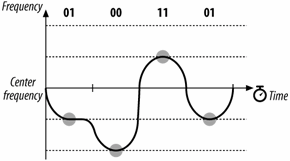 Frequency
01 00 11 01
Center
frequency
Time